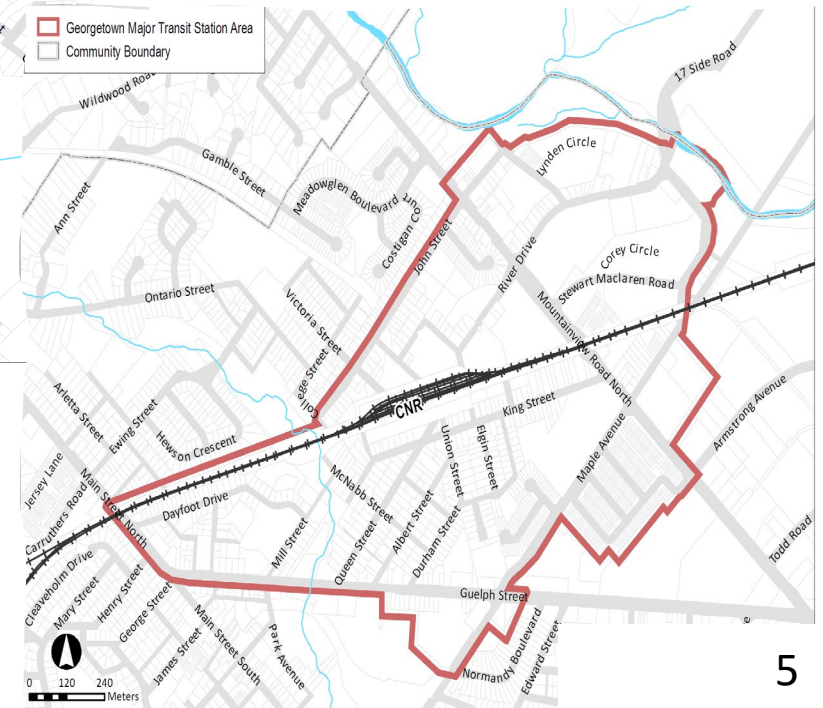 Georgetown Major Transit Station Area
Community Boundary
Wildwood Road
17 Side Road
Gamble Street
Lynden Circle
Meadowglen Boulevard
Ann Street
Costigan Court
John Street
River Drive
Corey Circle
Stewart Maclaren Road
Ontario Street
Victoria Street
Mountainview Road North
College Street
CNR
King Street
Arletta Street
Ewing Street
Hewson Crescent
Armstrong Avenue
Maple Avenue
Union Street
Elgin Street
Jersey Lane
Main Street North
McNabb Street
Carruthers Road
Dayfoot Drive
Albert Street
Durham Street
Mill Street
Queen Street
Todd Road
Cleaveholm Drive
Mary Street
Henry Street
George Street
Guelph Street
James Street
Main Street South
Park Avenue
Normandy Boulevard
Edward Street
0 120 240
Meters
5